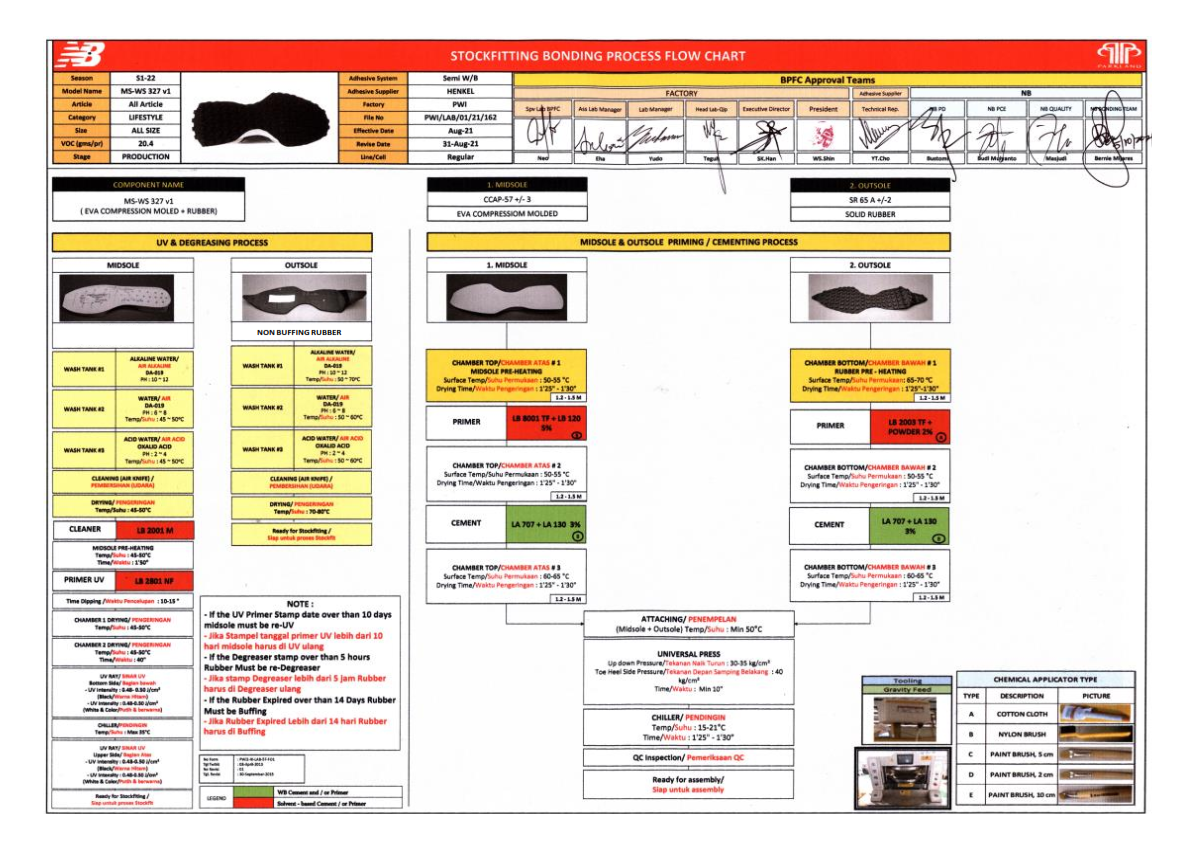 NB
STOCKFITTING BONDING PROCESS FLOW CHART
PARKLAND
Season S1-22
Model Name MS-WS 327 v1
Article All Article
Category LIFESTYLE
Size ALL SIZE
VOC (gms/pr) 20.4
Stage PRODUCTION
Adhesive System Semi W/B
Adhesive Supplier HENKEL
Factory PWI
File No PWI/LAB/01/21/162
Effective Date Aug-21
Revise Date 31-Aug-21
Line/Cell Regular
BPFC Approval Teams
FACTORY Adhesive Supplier NB
Spv Lab BPFC Ass Lab Manager Lab Manager Head Lab-Gip Executive Director President Technical Rep. NB PD NB PCE NB QUALITY NB BONDING TEAM
Eha Yudo Teguh SK.Han WS.Shin YT.Cho Bustomi Masjudi
COMPONENT NAME
MS-WS 327 v1
( EVA COMPRESSION MOLED + RUBBER)
1. MIDSOLE
CCAP-57 +/- 3
EVA COMPRESSIOM MOLDED
2. OUTSOLE
SR 65 A +/-2
SOLID RUBBER
UV & DEGREASING PROCESS
MIDSOLE
WASH TANK #1
ALKALINE WATER/
AIR ALKALINE
DA-018
PH : 10 ~ 12
WASH TANK #2
WATER/ AIR
DA-019
PH : 6 ~ 8
Temp/Suhu : 45 ~ 50°C
WASH TANK #3
ACID WATER/ AIR ACID
OXALID ACID
PH : 2 ~ 4
Temp/Suhu : 45 ~ 50°C
CLEANING (AIR KNIFE) /
PEMBERSIHAN (UDARA)
DRYING/ PENGERINGAN
Temp/Suhu : 45-50°C
CLEANER LB 2001 M
MIDSOLE PRE-HEATING
Temp/Suhu : 45-50°C
Time/Waktu : 1'50"
PRIMER UV LB 2801 NF
Time Dipping /Waktu Pencelupan : 10-15 "
CHAMBER 1 DRYING/ PENGERINGAN
Temp/Suhu : 45-50°C
CHAMBER 2 DRYING/ PENGERINGAN
Temp/Suhu : 45-50°C
Time/Waktu : 40"
UV RAY/ SINAR UV
Bottom Side/ Bagian bawah
- UV Intensity : 0.48- 0.50 J/cm²
(Black/Warna Hitam)
- UV Intensity : 0.48-0.50 J/cm²
(White & Color/Putih & berwarna)
CHILLER/PENDINGIN
Temp/Suhu : Max 35°C
UV RAY/ SINAR UV
Upper Side/ Bagian Atas
- UV Intensity : 0.48-0.50 J/cm²
(Black/Warna Hitam)
- UV Intensity : 0.48-0.50 J/cm²
(White & Color/Putih & berwarna)
Ready for Stockfitting /
Siap untuk proses Stockfit
OUTSOLE
NON BUFFING RUBBER
WASH TANK #1
ALKALINE WATER/
AIR ALKALINE
DA-019
PH : 10 ~ 12
Temp/Suhu : 50 ~ 70°C
WASH TANK #2
WATER/ AIR
DA-019
PH : 6 ~ 8
Temp/Suhu : 50 ~ 60°C
WASH TANK #3
ACID WATER/ AIR ACID
OXALID ACID
PH : 2 ~ 4
Temp/Suhu : 50 ~ 60°C
CLEANING (AIR KNIFE) /
PEMBERSIHAN (UDARA)
DRYING/ PENGERINGAN
Temp/Suhu : 70-80°C
Ready for Stockfitting /
Siap untuk proses Stockfit
NOTE :
- If the UV Primer Stamp date over than 10 days
midsole must be re-UV
- Jika Stampel tanggal primer UV lebih dari 10
hari midsole harus di UV ulang
- If the Degreaser stamp over than 5 hours
Rubber Must be re-Degreaser
- Jika stamp Degreaser lebih dari 5 jam Rubber
harus di Degreaser ulang
- If the Rubber Expired over than 14 Days Rubber
Must be Buffing
- Jika Rubber Expired Lebih dari 14 hari Rubber
harus di Buffing
LEGEND
WB Cement and / or Primer
Solvent - based Cement / or Primer
MIDSOLE & OUTSOLE PRIMING / CEMENTING PROCESS
1. MIDSOLE
CHAMBER TOP/CHAMBER ATAS # 1
MIDSOLE PRE-HEATING
Surface Temp/Suhu Permukaan : 50-55 °C
Drying Time/Waktu Pengeringan : 1'25" - 1'30"
1.2 - 1.5 M
PRIMER LB 8001 TF + LB 120
5%
CHAMBER TOP/CHAMBER ATAS # 2
Surface Temp/Suhu Permukaan : 50-55 °C
Drying Time/Waktu Pengeringan : 1'25" - 1'30"
1.2 - 1.5 M
CEMENT LA 707 + LA 130 3%
CHAMBER TOP/CHAMBER ATAS # 3
Surface Temp/Suhu Permukaan : 60-65 °C
Drying Time/Waktu Pengeringan : 1'25" - 1'30"
1.2 - 1.5 M
2. OUTSOLE
CHAMBER BOTTOM/CHAMBER BAWAH # 1
RUBBER PRE - HEATING
Surface Temp/Suhu Permukaan: 65-70 °C
Drying Time/Waktu Pengeringan : 1'25"-1'30"
1.2 - 1.5 M
PRIMER LB 2003 TF +
POWDER 2%
CHAMBER BOTTOM/CHAMBER BAWAH # 2
Surface Temp/Suhu Permukaan : 50-55 °C
Drying Time/Waktu Pengeringan : 1'25" - 1'30"
1.2 - 1.5 M
CEMENT LA 707 + LA 130
3%
CHAMBER BOTTOM/CHAMBER BAWAH # 3
Surface Temp/Suhu Permukaan : 60-65 °C
Drying Time/Waktu Pengeringan : 1'25" - 1'30"
1.2 - 1.5 M
ATTACHING/ PENEMPELAN
(Midsole + Outsole) Temp/Suhu : Min 50°C
UNIVERSAL PRESS
Up down Pressure/Tekanan Naik Turun : 30-35 kg/cm²
Toe Heel Side Pressure/Tekanan Depan Samping Belakang : 40
kg/cm²
Time/Waktu : Min 10"
CHILLER/ PENDINGIN
Temp/Suhu : 15-21°C
Time/Waktu : 1'25" - 1'30"
QC Inspection/ Pemeriksaan QC
Ready for assembly/
Siap untuk assembly
Tooling
Gravity Feed
CHEMICAL APPLICATOR TYPE
TYPE DESCRIPTION PICTURE
A COTTON CLOTH
B NYLON BRUSH
C PAINT BRUSH, 5 cm
D PAINT BRUSH, 2 cm
E PAINT BRUSH, 10 cm